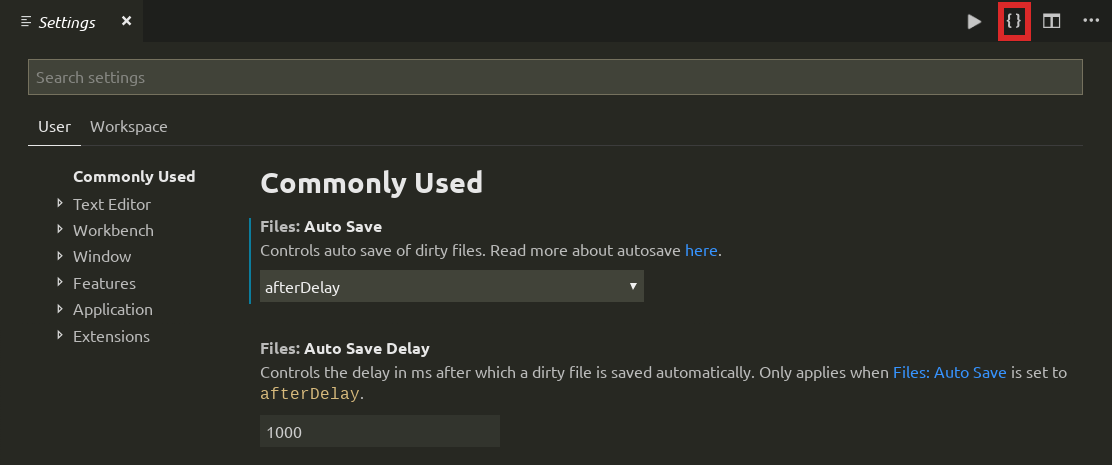 Settings
{}
Search settings
User Workspace
Commonly Used
Text Editor
Workbench
Window
Features
Application
Extensions
Commonly Used
Files: Auto Save
Controls auto save of dirty files. Read more about autosave here.
afterDelay
Files: Auto Save Delay
Controls the delay in ms after which a dirty file is saved automatically. Only applies when Files: Auto Save is set to
afterDelay.
1000